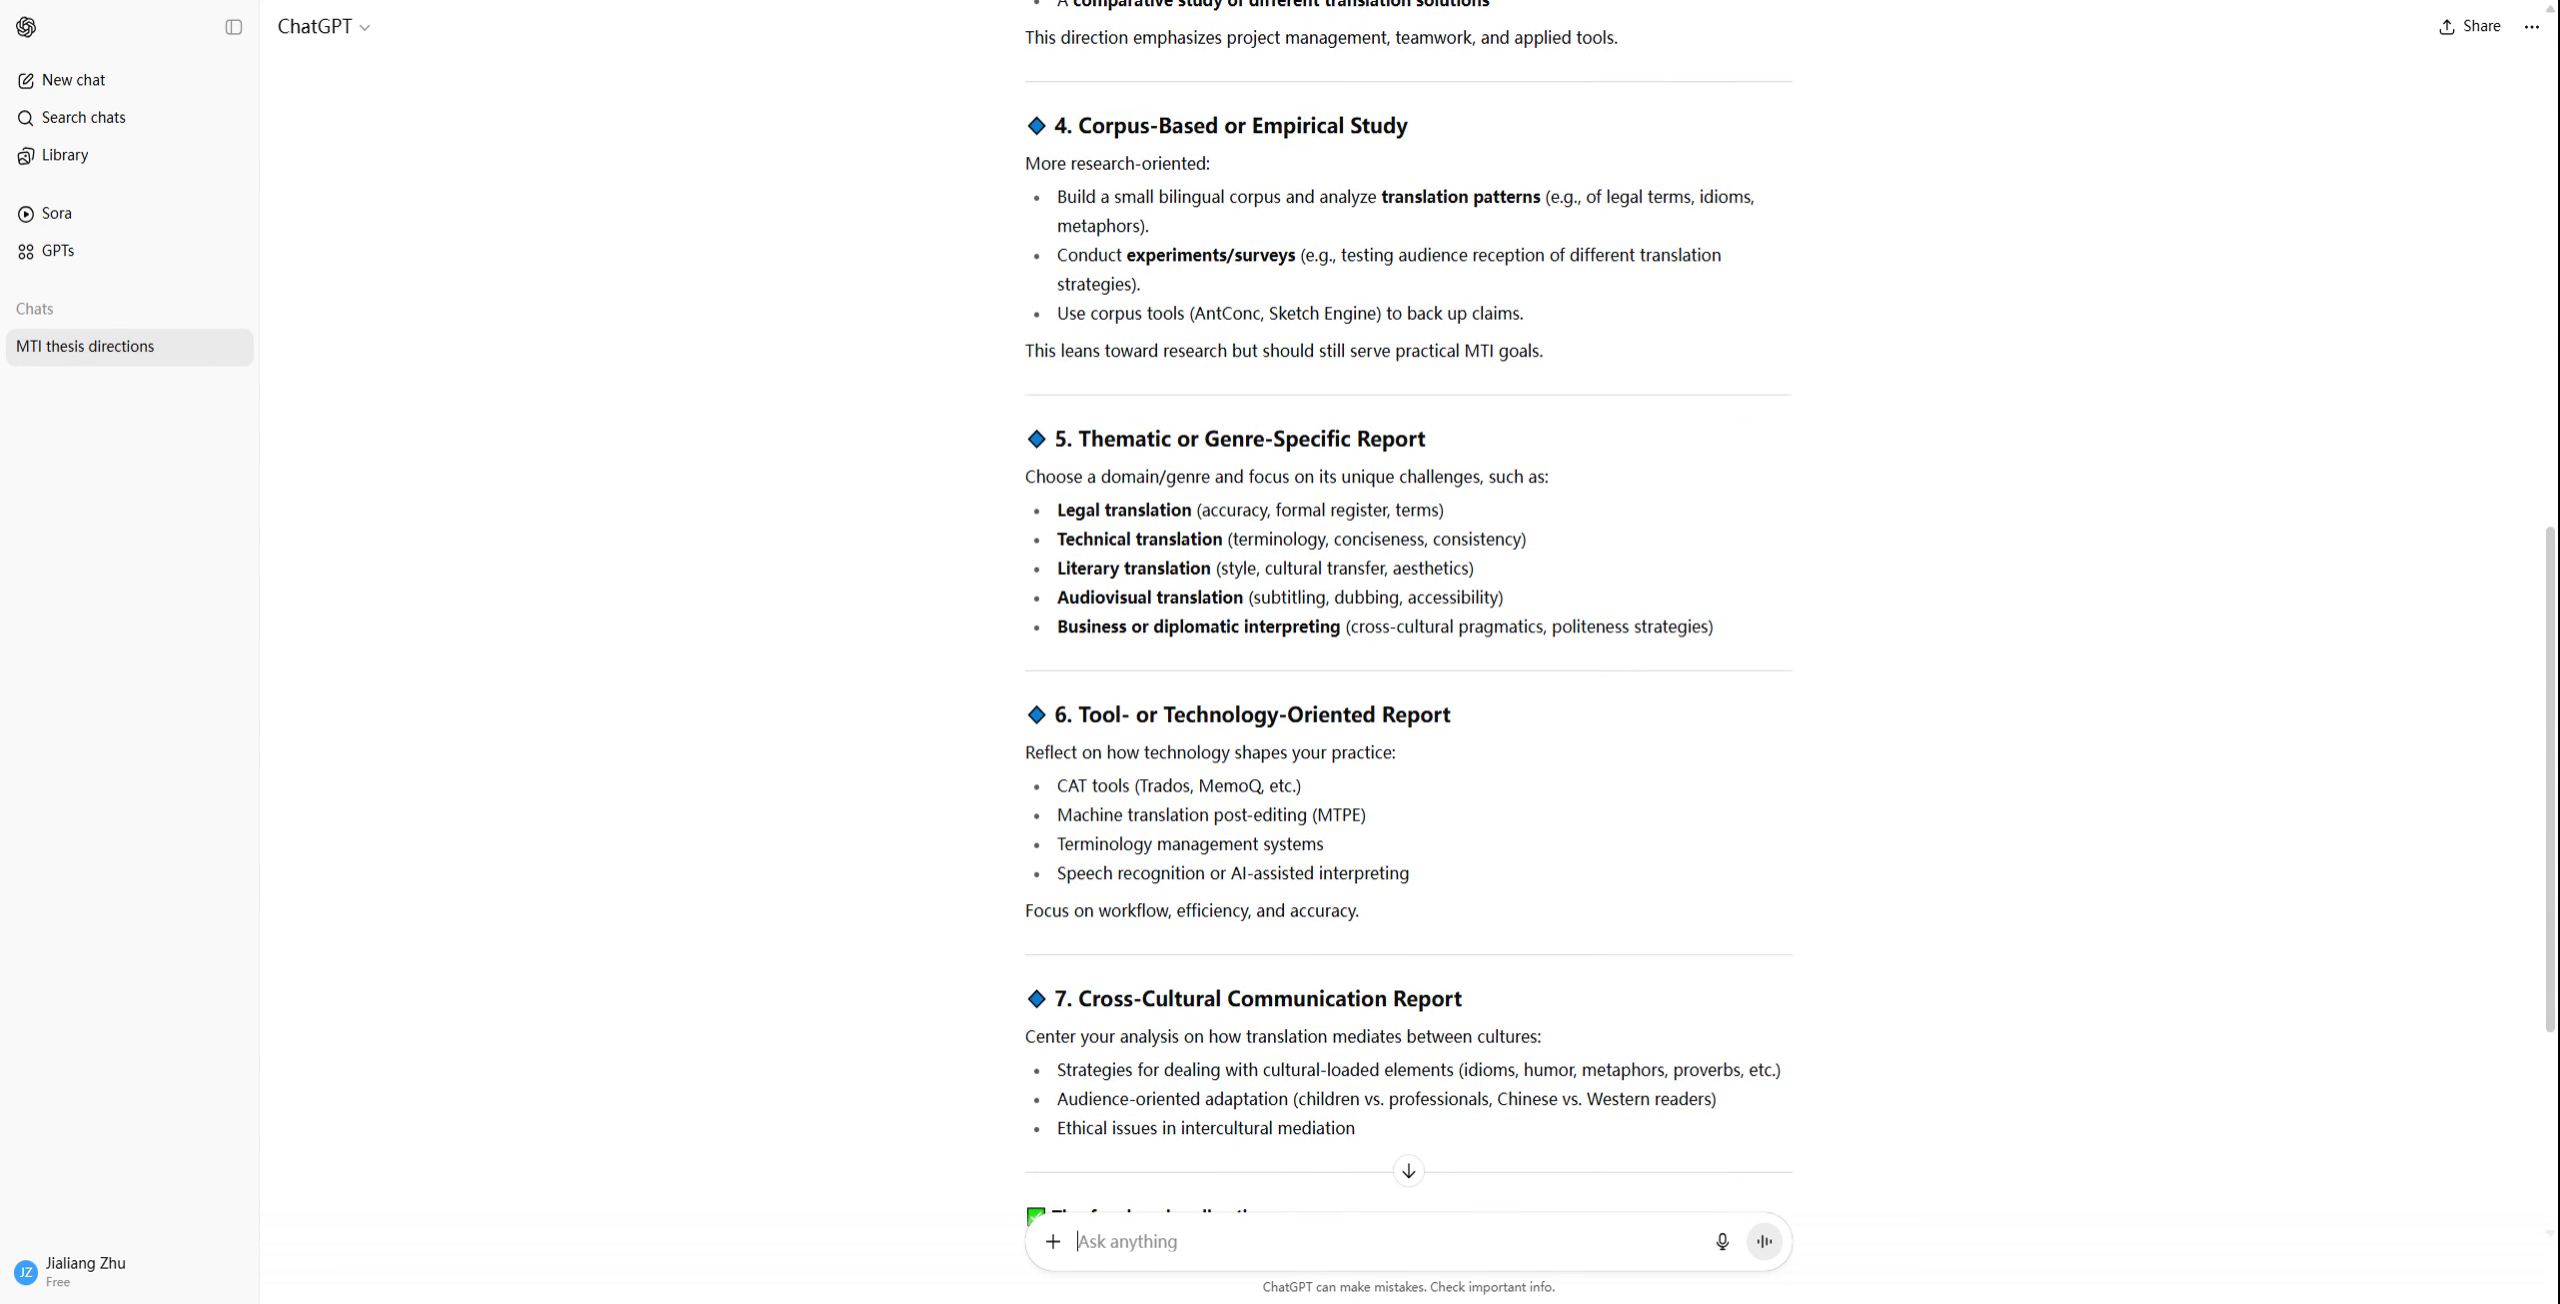 ChatGPT
Share
New chat
Search chats
Library
Sora
GPTs
Chats
MTI thesis directions
A comparative study of different translation solutions
This direction emphasizes project management, teamwork, and applied tools.
4. Corpus-Based or Empirical Study
More research-oriented:
Build a small bilingual corpus and analyze translation patterns (e.g., of legal terms, idioms,
metaphors).
Conduct experiments/surveys (e.g., testing audience reception of different translation
strategies).
Use corpus tools (AntConc, Sketch Engine) to back up claims.
This leans toward research but should still serve practical MTI goals.
5. Thematic or Genre-Specific Report
Choose a domain/genre and focus on its unique challenges, such as:
Legal translation (accuracy, formal register, terms)
Technical translation (terminology, conciseness, consistency)
Literary translation (style, cultural transfer, aesthetics)
Audiovisual translation (subtitling, dubbing, accessibility)
Business or diplomatic interpreting (cross-cultural pragmatics, politeness strategies)
6. Tool- or Technology-Oriented Report
Reflect on how technology shapes your practice:
CAT tools (Trados, MemoQ, etc.)
Machine translation post-editing (MTPE)
Terminology management systems
Speech recognition or AI-assisted interpreting
Focus on workflow, efficiency, and accuracy.
7. Cross-Cultural Communication Report
Center your analysis on how translation mediates between cultures:
Strategies for dealing with cultural-loaded elements (idioms, humor, metaphors, proverbs, etc.)
Audience-oriented adaptation (children vs. professionals, Chinese vs. Western readers)
Ethical issues in intercultural mediation
Ask anything
ChatGPT can make mistakes. Check important info.
JZ
Jialiang Zhu
Free